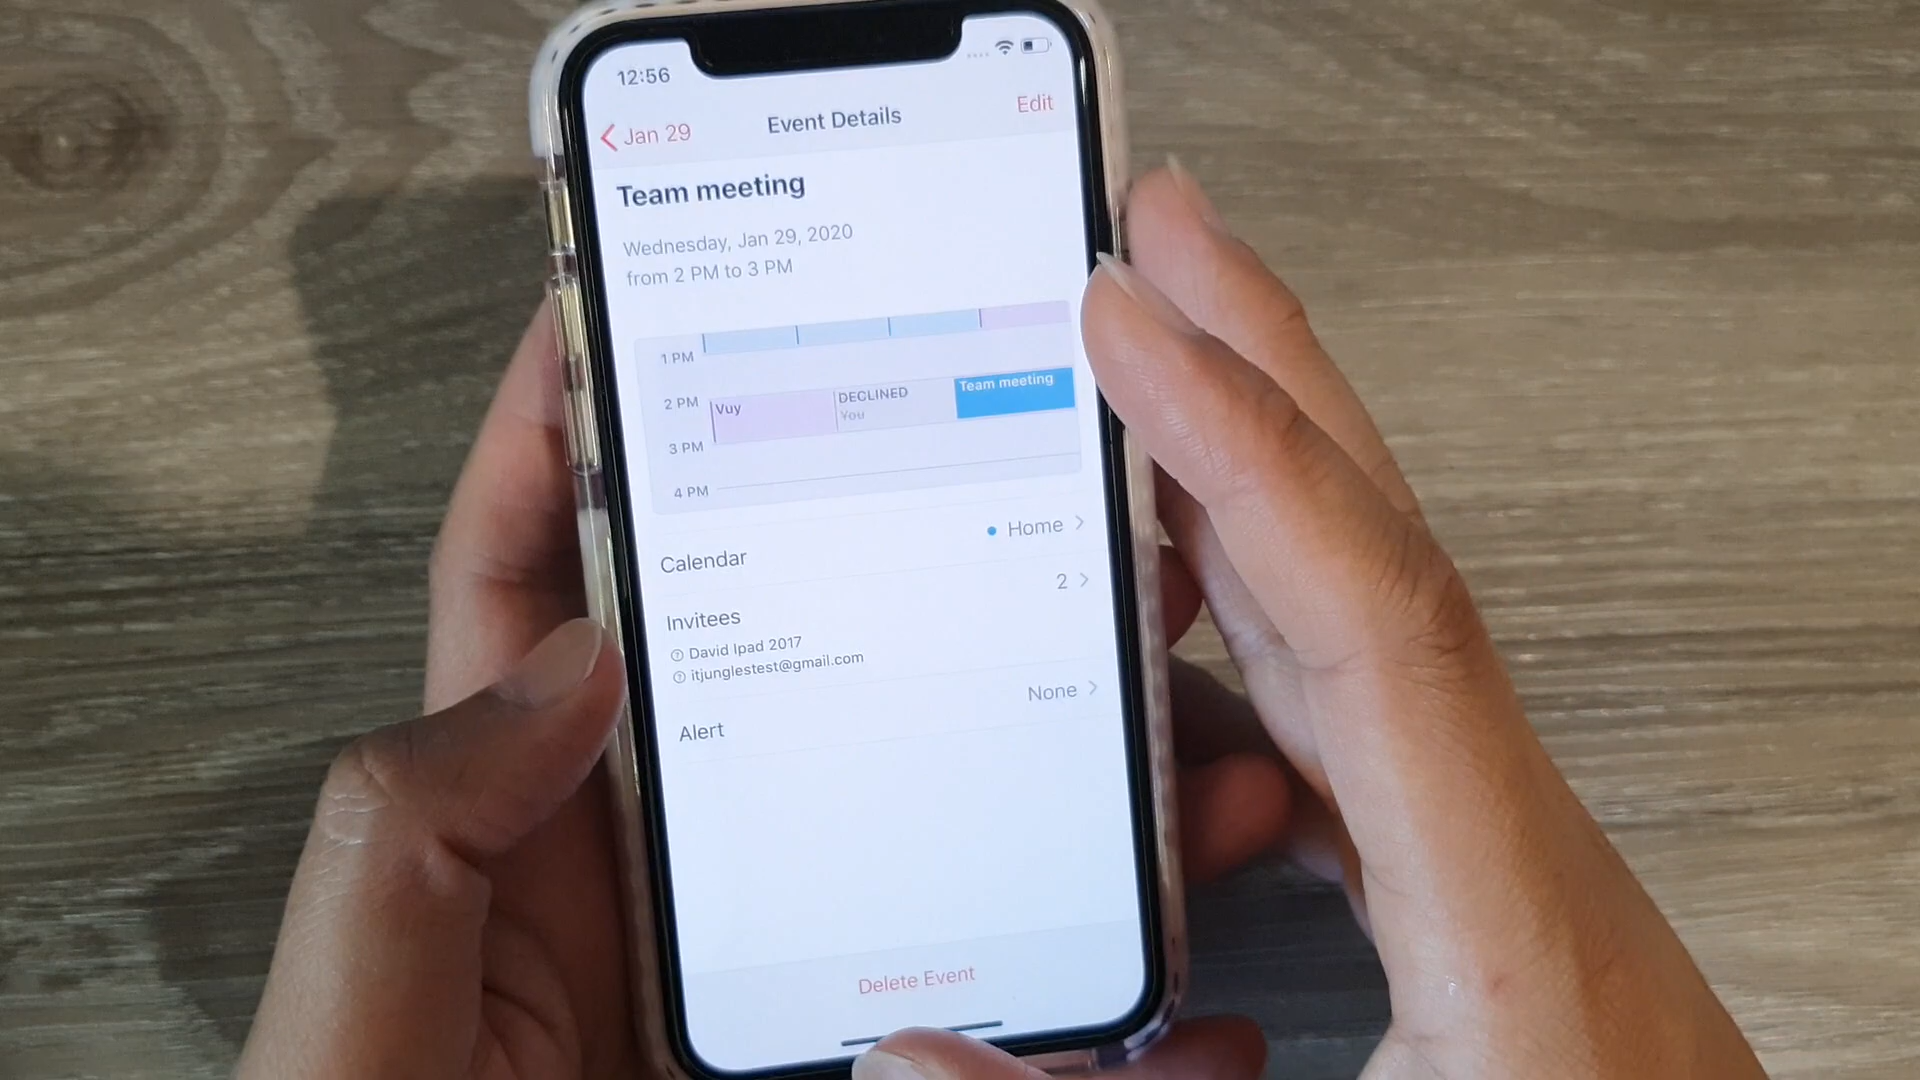 12:56
Jan 29
Event Details
Edit
Team meeting
Wednesday, Jan 29, 2020
from 2 PM to 3 PM
1 PM
2 PM
Vuy
DECLINED
You
Team meeting
3 PM
4 PM
Calendar
Home
Invitees
2
David Ipad 2017
itjunglestest@gmail.com
Alert
None
Delete Event